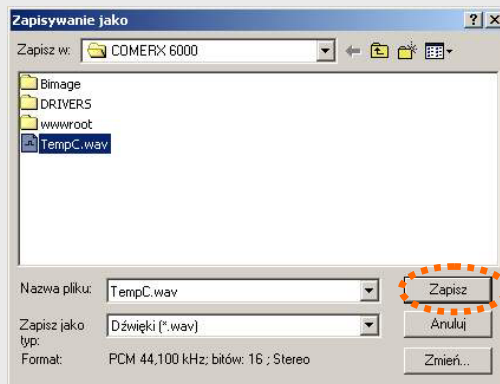 Zapisywanie jako
Zapisz w: COMERX 6000
Bimage
DRIVERS
wwwroot
TempC.wav
Nazwa pliku: TempC.wav Zapisz
Zapisz jako typ: Dźwięki (*.wav) Anuluj
Format: PCM 44,100 kHz; bitów: 16 ; Stereo Zmień...